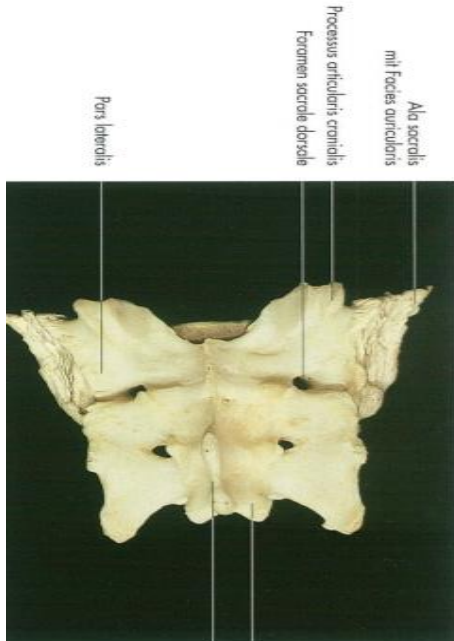 Ala sacralis
mit Facies auricularis
Processus articularis cranialis
Foramen sacrale dorsale
Pars lateralis